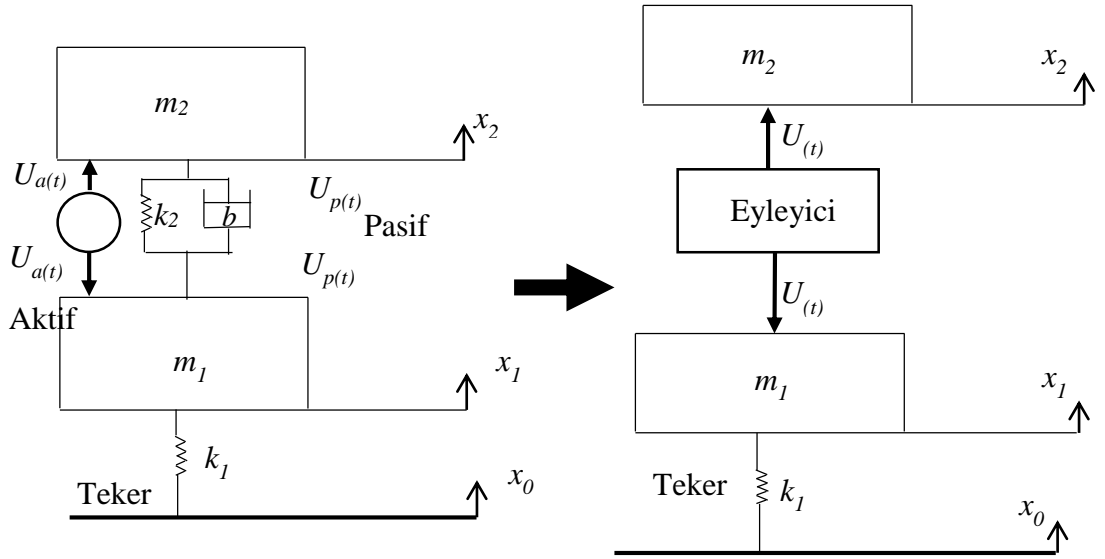 m2
x2
Ua(t)
Up(t)
k2
b
Pasif
Ua(t)
Up(t)
Aktif
m1
x1
k1
Teker
x0
m2
x2
U(t)
Eyleyici
U(t)
m1
x1
Teker
k1
x0